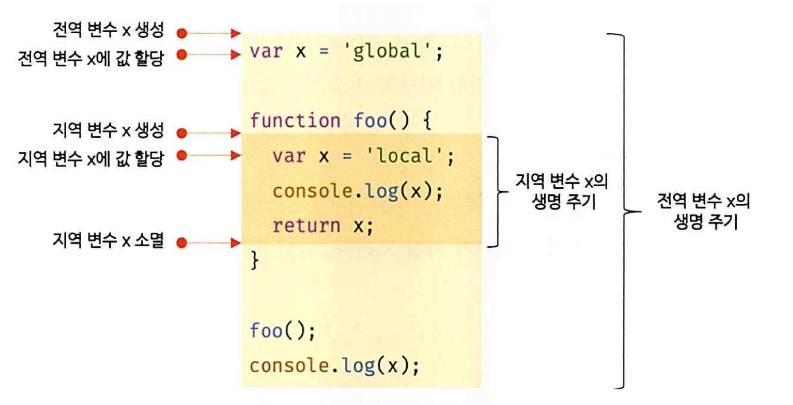 전역 변수 x 생성
전역 변수 x에 값 할당
var x = 'global';
지역 변수 x 생성
function foo() {
지역 변수 x에 값 할당
var x = 'local';
console.log(x);
return x;
지역 변수 x 소멸
}
지역 변수 x의
생명 주기
전역 변수 x의
생명 주기
foo();
console.log(x);